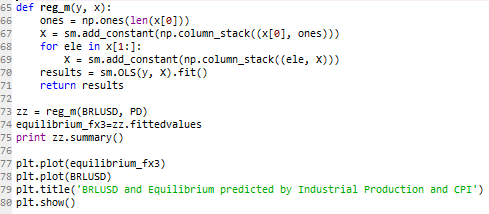 65 def reg_m(y, x):
66     ones = np.ones(len(x[0]))
67     X = sm.add_constant(np.column_stack((x[0], ones)))
68     for ele in x[1:]:
69         X = sm.add_constant(np.column_stack((ele, X)))
70     results = sm.OLS(y, X).fit()
71     return results
72
73 zz = reg_m(BRLUSD, PD)
74 equilibrium_fx3=zz.fittedvalues
75 print zz.summary()
76
77 plt.plot(equilibrium_fx3)
78 plt.plot(BRLUSD)
79 plt.title('BRLUSD and Equilibrium predicted by Industrial Production and CPI')
80 plt.show()